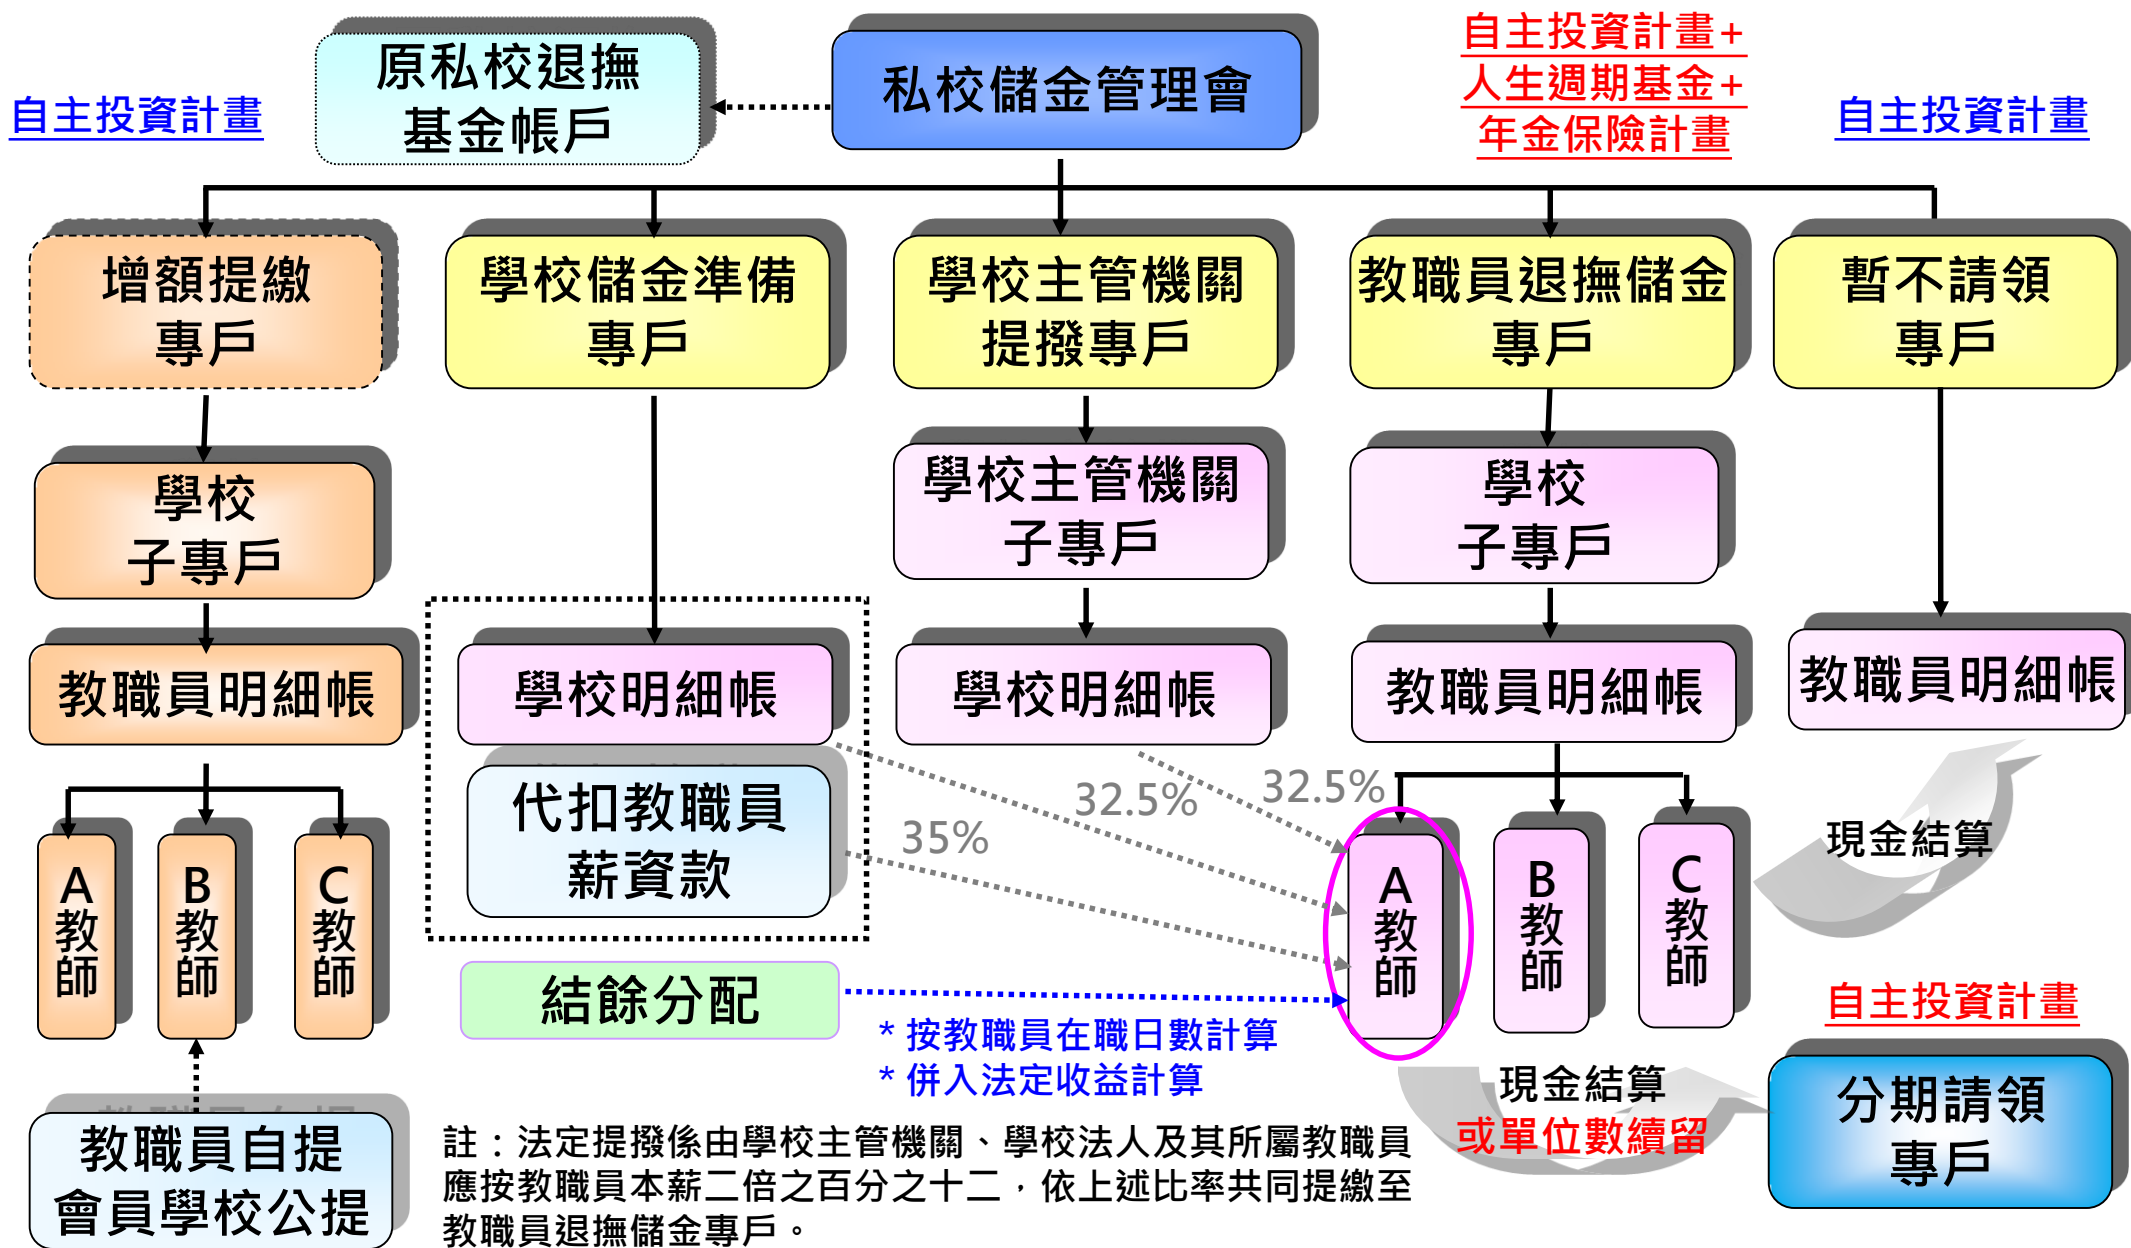 原私校退撫
基金帳戶
私校儲金管理會
自主投資計畫+
人生週期基金+
年金保險計畫
自主投資計畫
自主投資計畫
增額提繳
專戶
學校儲金準備
專戶
學校主管機關
提撥專戶
教職員退撫儲金
專戶
暫不請領
專戶
學校
子專戶
學校主管機關
子專戶
學校
子專戶
教職員明細帳
學校明細帳
學校明細帳
教職員明細帳
教職員明細帳
代扣教職員
薪資款
32.5%
32.5%
35%
現金結算
A教師
B教師
C教師
A教師
B教師
C教師
結餘分配
* 按教職員在職日數計算
* 併入法定收益計算
自主投資計畫
現金結算
或單位數續留
分期請領
專戶
教職員自提
會員學校公提
註：法定提撥係由學校主管機關、學校法人及其所屬教職員
應按教職員本薪二倍之百分之十二，依上述比率共同提繳至
教職員退撫儲金專戶。